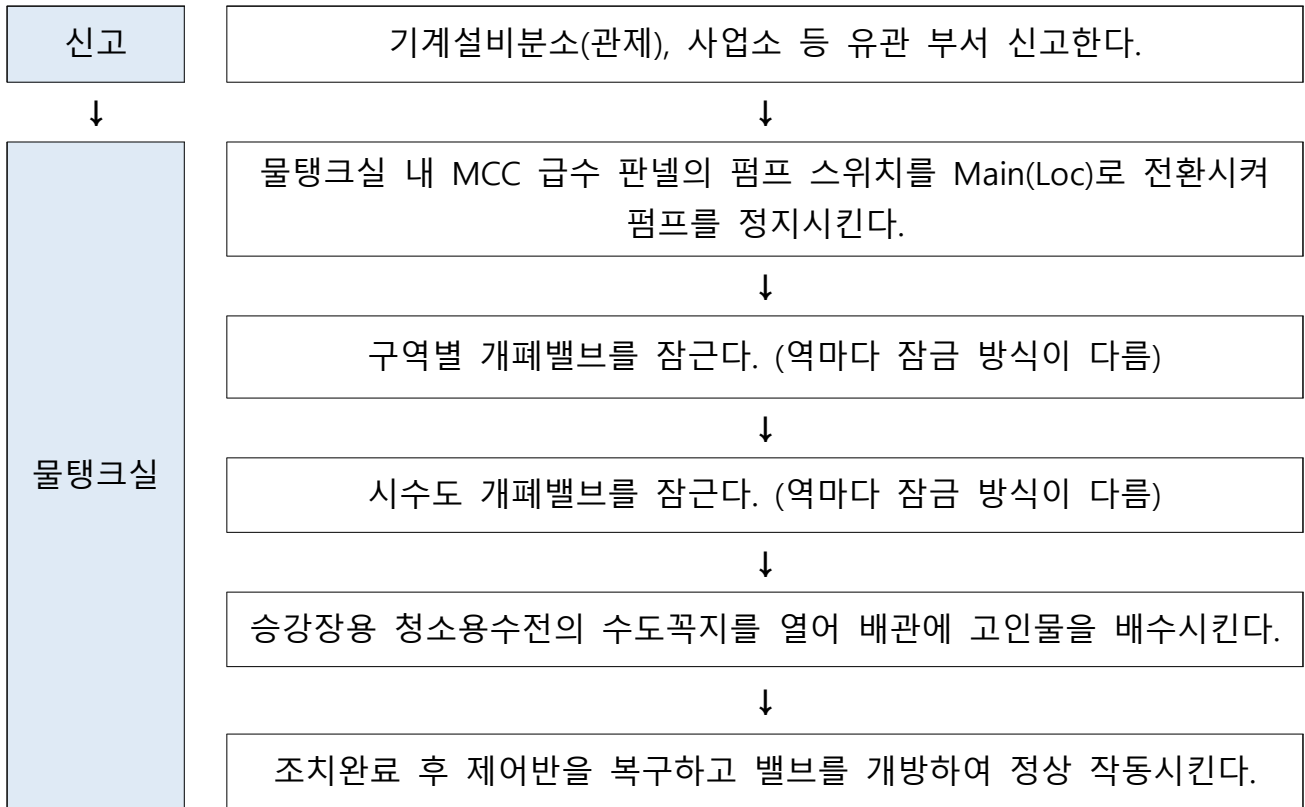 신고
기계설비분소(관제), 사업소 등 유관 부서 신고한다.
↓
↓
물탱크실
물탱크실 내 MCC 급수 판넬의 펌프 스위치를 Main(Loc)로 전환시켜
펌프를 정지시킨다.
↓
구역별 개폐밸브를 잠근다. (역마다 잠금 방식이 다름)
↓
시수도 개폐밸브를 잠근다. (역마다 잠금 방식이 다름)
↓
승강장용 청소용수전의 수도꼭지를 열어 배관에 고인물을 배수시킨다.
↓
조치완료 후 제어반을 복구하고 밸브를 개방하여 정상 작동시킨다.